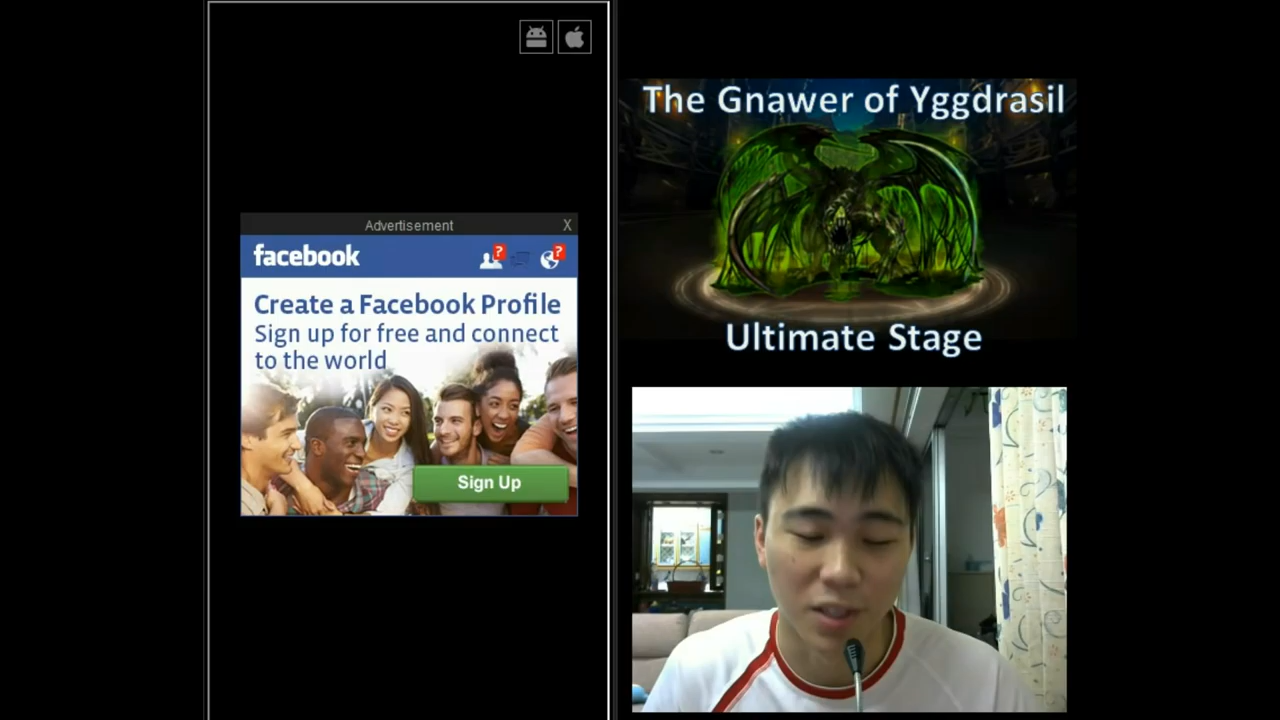 Advertisement X
facebook
? ?
Create a Facebook Profile
Sign up for free and connect
to the world
Sign Up
The Gnawer of Yggdrasil
Ultimate Stage